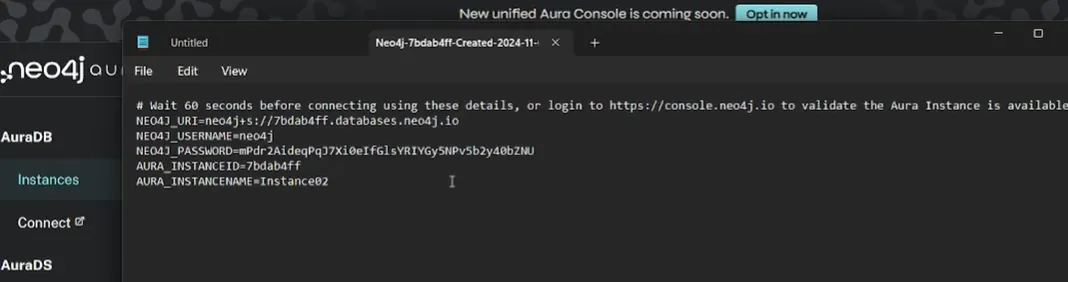 New unified Aura Console is coming soon. Opt in now
Untitled
Neo4j-7bdab4ff-Created-2024-11-
File Edit View
neo4j
AuraDB
Instances
Connect
AuraDS
# Wait 60 seconds before connecting using these details, or login to https://console.neo4j.io to validate the Aura Instance is available
NEO4J_URI=neo4j+s://7bdab4ff.databases.neo4j.io
NEO4J_USERNAME=neo4j
NEO4J_PASSWORD=mPdr2AideqPqJ7Xi0eIfGlsYRIYGy5NPv5b2y40bZNU
AURA_INSTANCEID=7bdab4ff
AURA_INSTANCENAME=Instance02